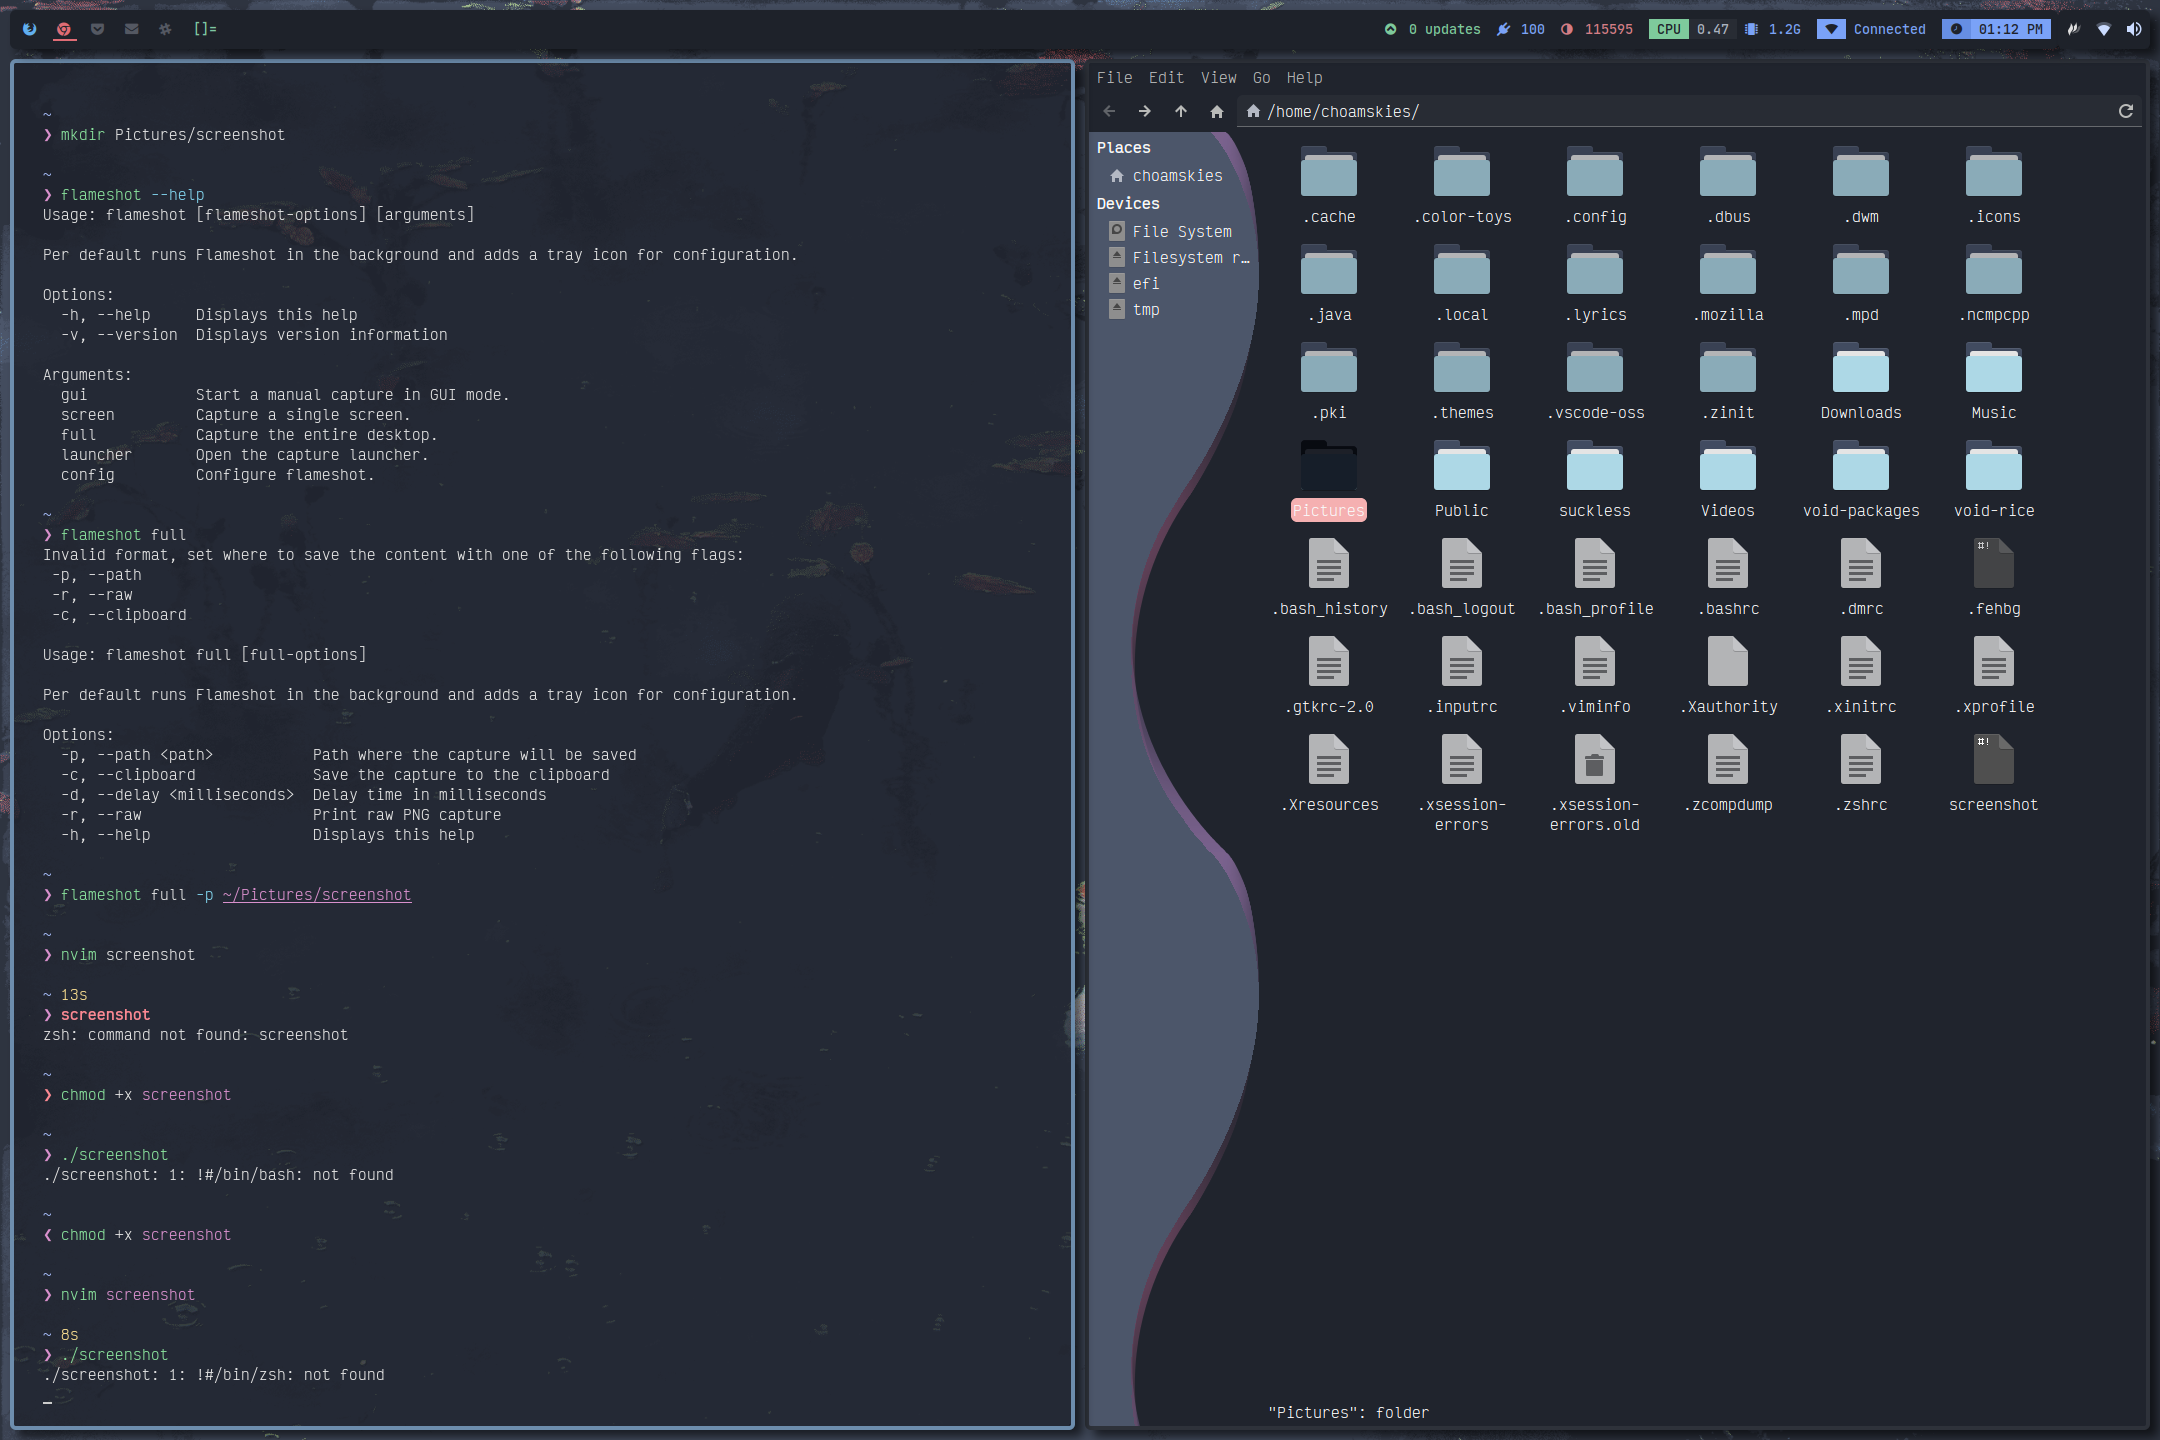 []=
0 updates 100 115595 CPU 0.47 1.2G Connected 01:12 PM
~
❯ mkdir Pictures/screenshot
~
❯ flameshot --help
Usage: flameshot [flameshot-options] [arguments]
Per default runs Flameshot in the background and adds a tray icon for configuration.
Options:
-h, --help Displays this help
-v, --version Displays version information
Arguments:
gui Start a manual capture in GUI mode.
screen Capture a single screen.
full Capture the entire desktop.
launcher Open the capture launcher.
config Configure flameshot.
~
❯ flameshot full
Invalid format, set where to save the content with one of the following flags:
-p, --path
-r, --raw
-c, --clipboard
Usage: flameshot full [full-options]
Per default runs Flameshot in the background and adds a tray icon for configuration.
Options:
-p, --path <path> Path where the capture will be saved
-c, --clipboard Save the capture to the clipboard
-d, --delay <milliseconds> Delay time in milliseconds
-r, --raw Print raw PNG capture
-h, --help Displays this help
~
❯ flameshot full -p ~/Pictures/screenshot
~
❯ nvim screenshot
~ 13s
❯ screenshot
zsh: command not found: screenshot
~
❯ chmod +x screenshot
~
❯ ./screenshot
./screenshot: 1: !#/bin/bash: not found
~
❮ chmod +x screenshot
~
❯ nvim screenshot
~ 8s
❯ ./screenshot
./screenshot: 1: !#/bin/zsh: not found
File Edit View Go Help
/home/choamskies/
Places
choamskies
Devices
File System
Filesystem r…
efi
tmp
.cache .color-toys .config .dbus .dwm .icons
.java .local .lyrics .mozilla .mpd .ncmpcpp
.pki .themes .vscode-oss .zinit Downloads Music
Pictures Public suckless Videos void-packages void-rice
#!
.bash_history .bash_logout .bash_profile .bashrc .dmrc .fehbg
.gtkrc-2.0 .inputrc .viminfo .Xauthority .xinitrc .xprofile
#!
.Xresources .xsession-errors .xsession-errors.old .zcompdump .zshrc screenshot
"Pictures": folder